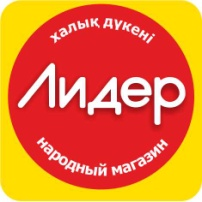 халық дүкені
Лидер
народный магазин